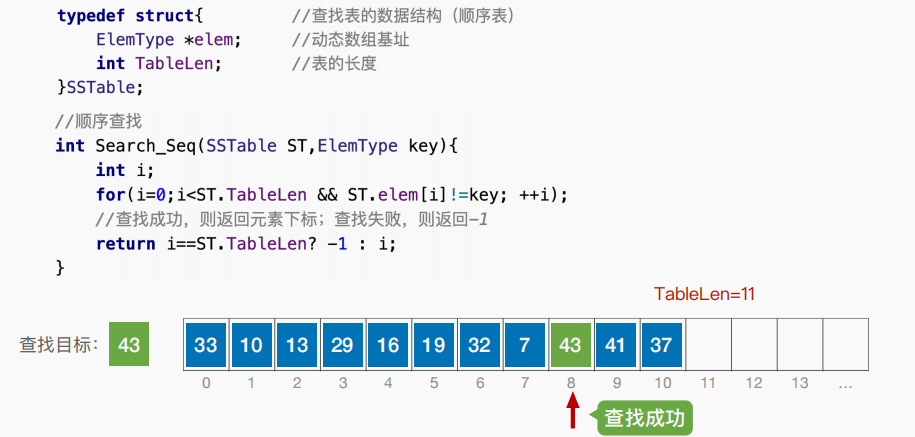 typedef struct{ //查找表的数据结构（顺序表）
ElemType *elem; //动态数组基址
int TableLen; //表的长度
}SSTable;
//顺序查找
int Search_Seq(SSTable ST,ElemType key){
int i;
for(i=0;i<ST.TableLen && ST.elem[i]!=key; ++i);
//查找成功，则返回元素下标；查找失败，则返回-1
return i==ST.TableLen? -1 : i;
}
TableLen=11
查找目标： 43 33 10 13 29 16 19 32 7 43 41 37
0 1 2 3 4 5 6 7 8 9 10 11 12 13 ...
查找成功